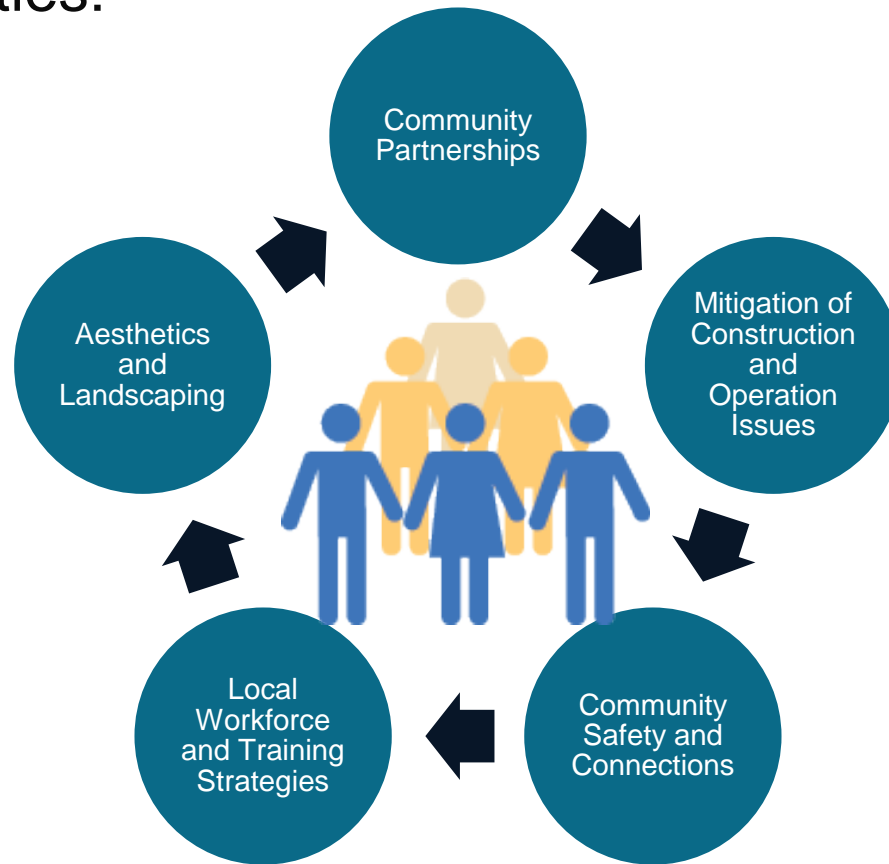 Community
Partnerships
Mitigation of
Construction
and
Operation
Issues
Community
Safety and
Connections
Local
Workforce
and Training
Strategies
Aesthetics
and
Landscaping